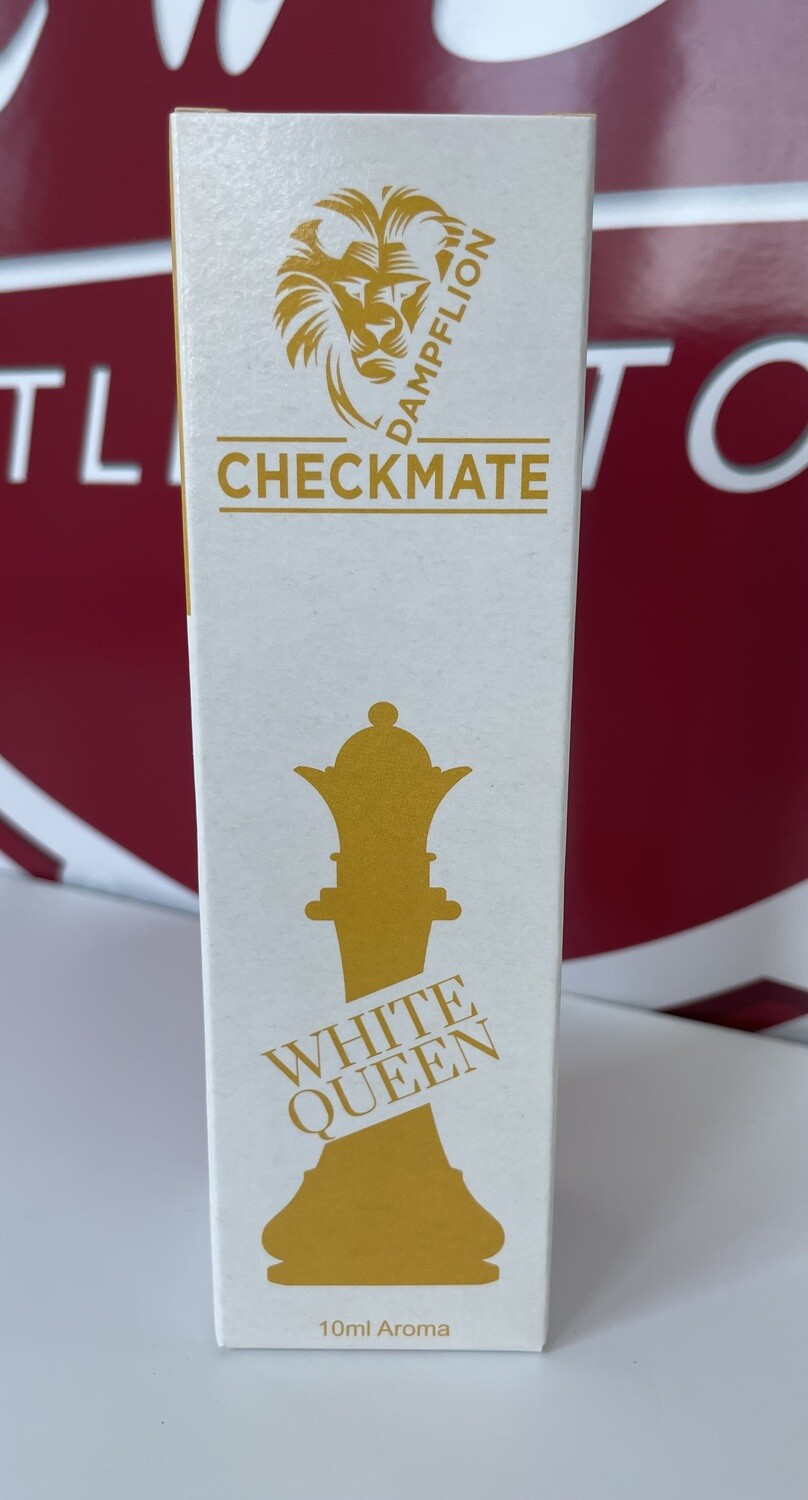 DAMPFLION
CHECKMATE
WHITE
QUEEN
10ml Aroma